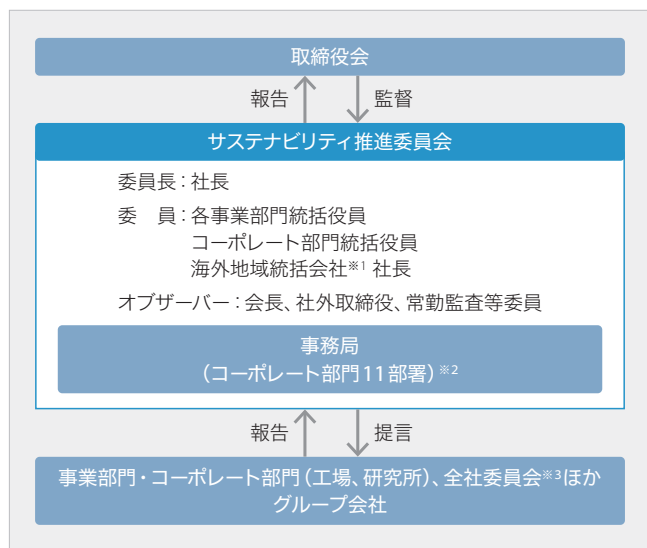 取締役会
報告 監督
サステナビリティ推進委員会
委員長：社長
委　員：各事業部門統括役員
コーポレート部門統括役員
海外地域統括会社※1 社長
オブザーバー：会長、社外取締役、常勤監査等委員
事務局
（コーポレート部門11部署）※2
報告 提言
事業部門・コーポレート部門（工場、研究所）、全社委員会※3ほか
グループ会社